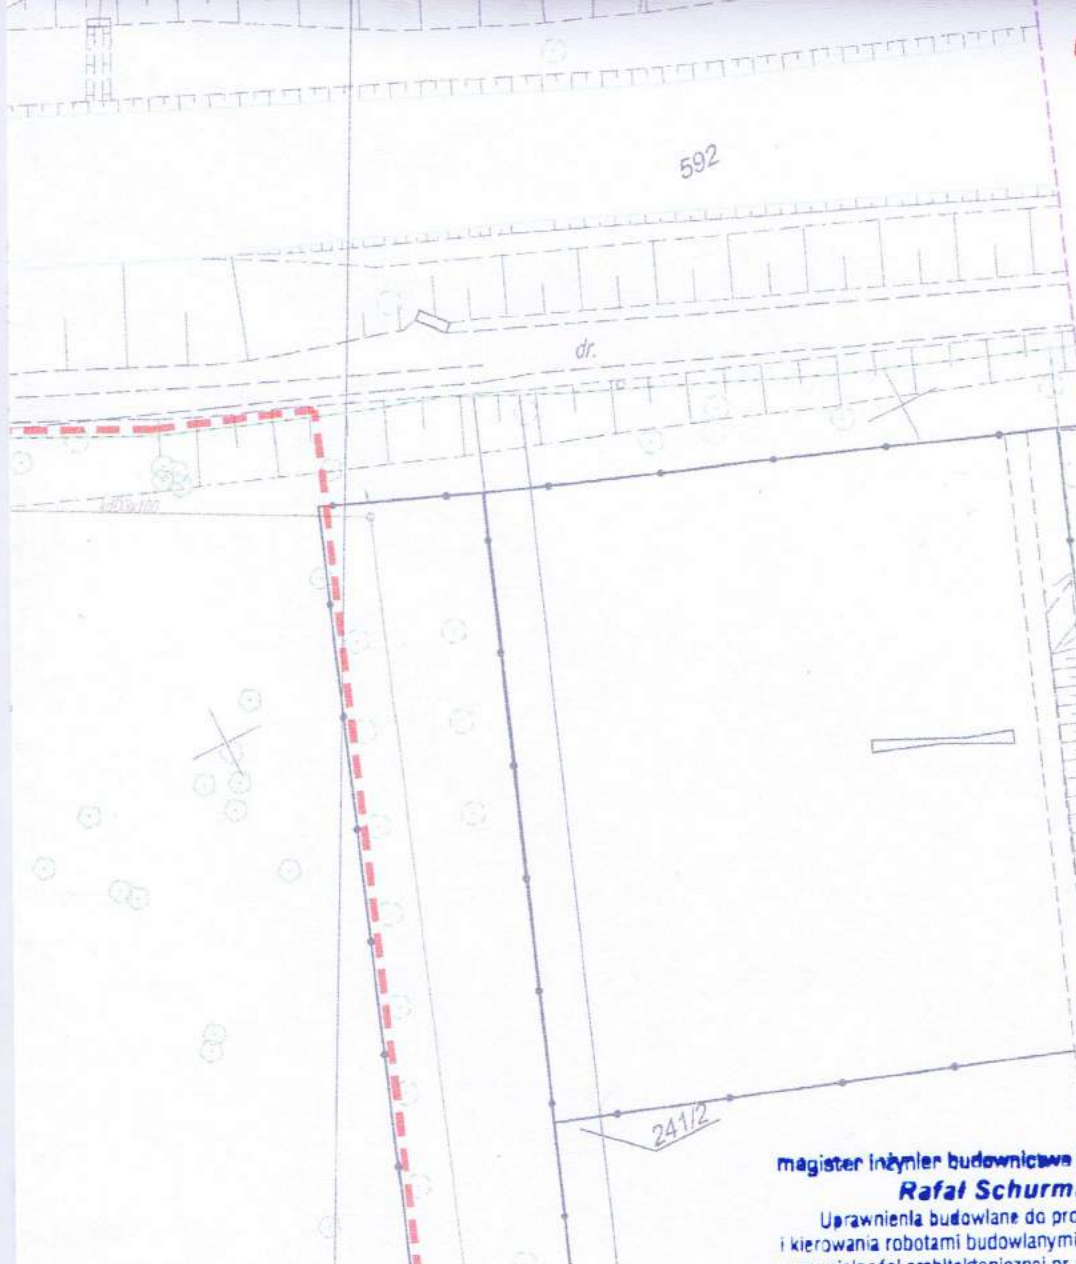 592
dr.
241/2
magister inżynier budownictwa
Rafał Schurm
Uprawnienia budowlane do pro
i kierowania robotami budowlanymi